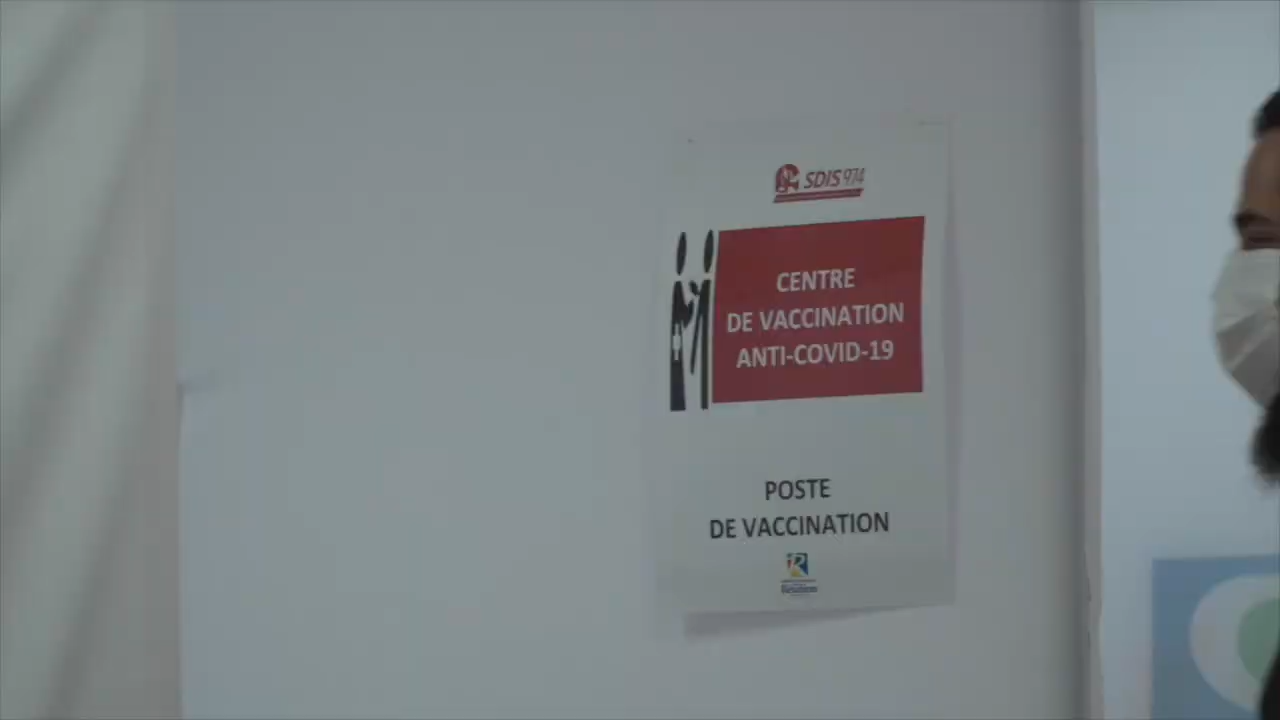 SDIS 974
CENTRE
DE VACCINATION
ANTI-COVID-19
POSTE
DE VACCINATION